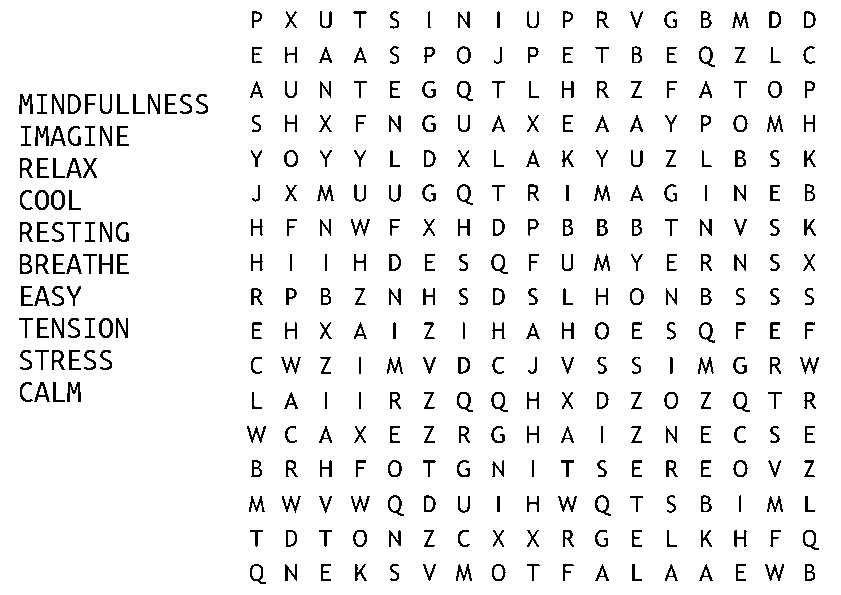 MINDFULLNESS
IMAGINE
RELAX
COOL
RESTING
BREATHE
EASY
TENSION
STRESS
CALM
P X U T S I N I U P R V G B M D D
E H A A S P O J P E T B E Q Z L C
A U N T E G Q T L H R Z F A T O P
S H X F N G U A X E A A Y P O M H
Y O Y Y L D X L A K Y U Z L B S K
J X M U U G Q T R I M A G I N E B
H F N W F X H D P B B B T N V S K
H I I H D E S Q F U M Y E R N S X
R P B Z N H S D S L H O N B S S S
E H X A I Z I H A H O E S Q F E F
C W Z I M V D C J V S S I M G R W
L A I I R Z Q Q H X D Z O Z Q T R
W C A X E Z R G H A I Z N E C S E
B R H F O T G N I T S E R E O V Z
M W V W Q D U I H W Q T S B I M L
T D T O N Z C X X R G E L K H F Q
Q N E K S V M O T F A L A A E W B